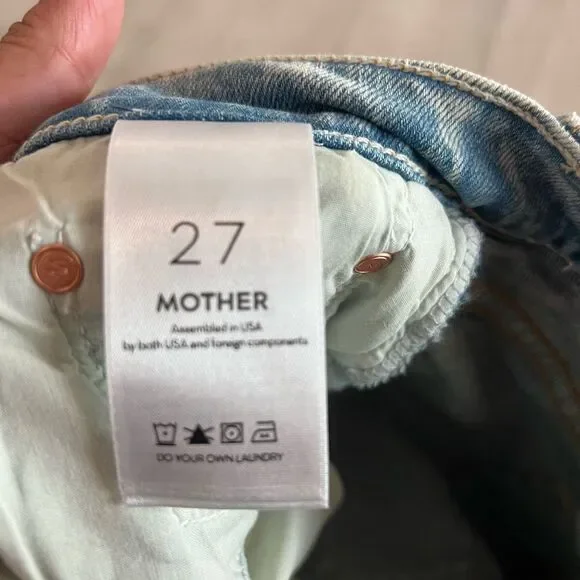 27
MOTHER
Assembled in USA
by both USA and foreign components
DO YOUR OWN LAUNDRY